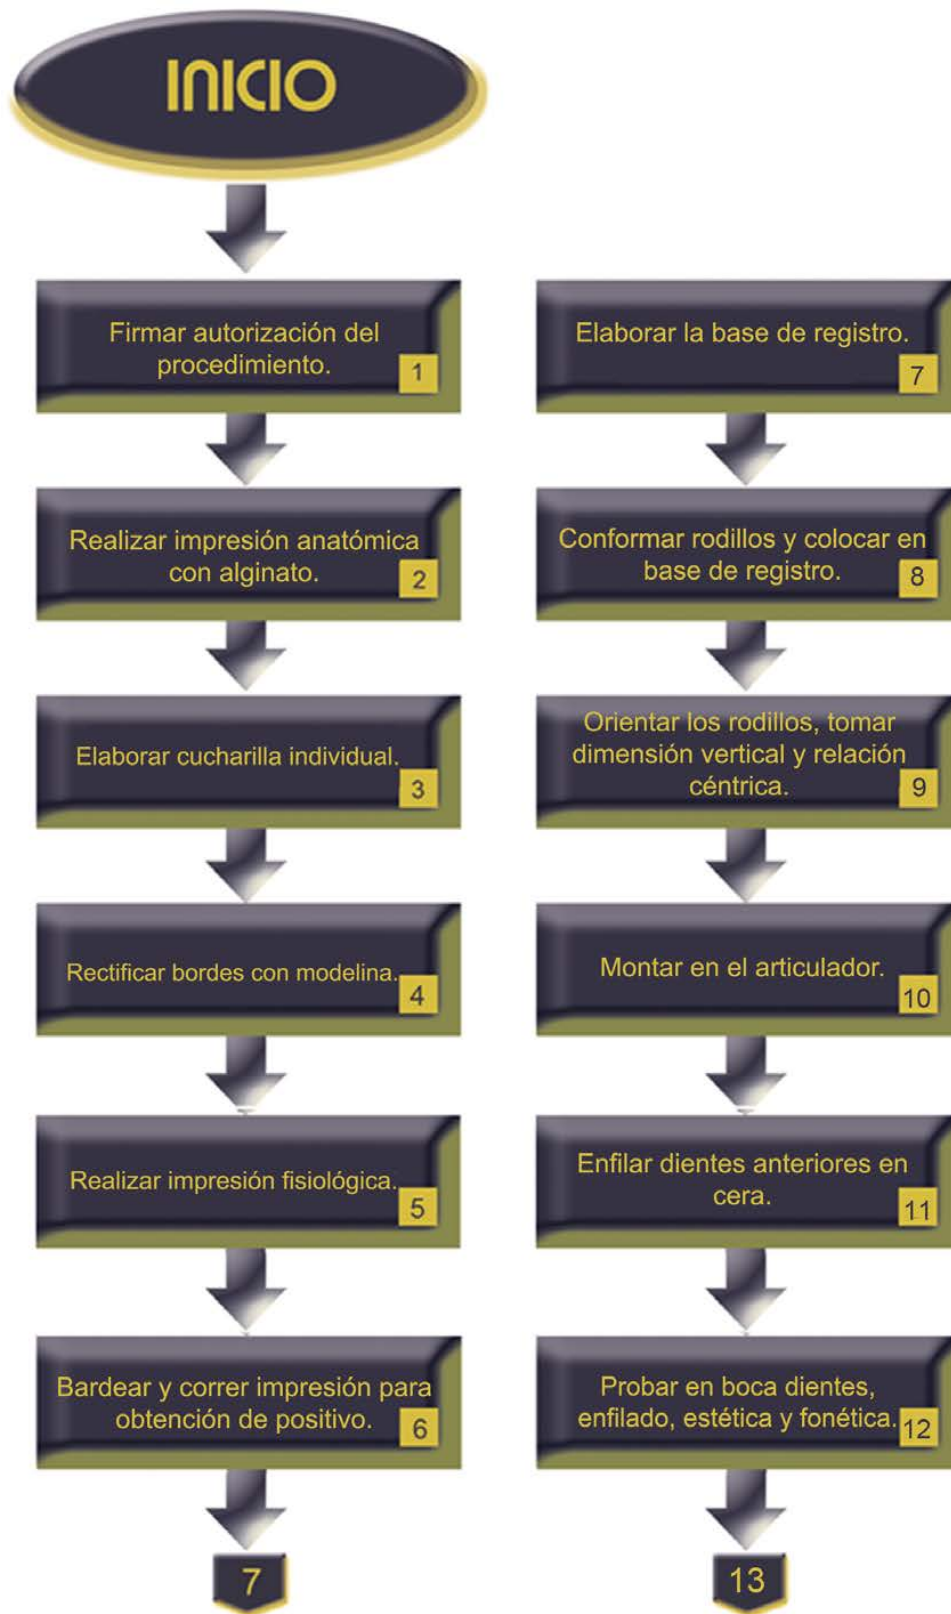 INICIO
Firmar autorización del
procedimiento.
1
Realizar impresión anatómica
con alginato.
2
Elaborar cucharilla individual.
3
Rectificar bordes con modelina.
4
Realizar impresión fisiológica.
5
Bardear y correr impresión para
obtención de positivo.
6
7
Elaborar la base de registro.
7
Conformar rodillos y colocar en
base de registro.
8
Orientar los rodillos, tomar
dimensión vertical y relación
céntrica.
9
Montar en el articulador.
10
Enfilar dientes anteriores en
cera.
11
Probar en boca dientes,
enfilado, estética y fonética.
12
13